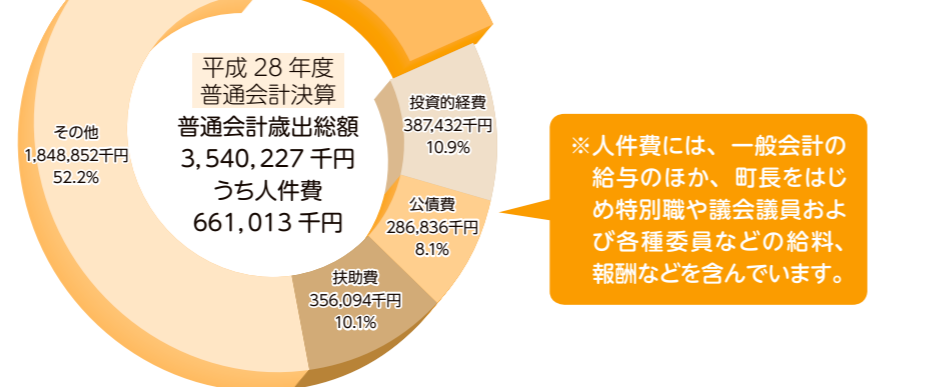 平成 28 年度
普通会計決算
普通会計歳出総額
3,540,227 千円
うち人件費
661,013 千円
投資的経費
387,432千円
10.9%
公債費
286,836千円
8.1%
扶助費
356,094千円
10.1%
その他
1,848,852千円
52.2%
※人件費には、一般会計の
給与のほか、町長をはじ
め特別職や議会議員およ
び各種委員などの給料、
報酬などを含んでいます。